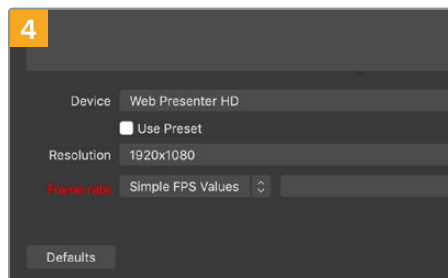 4
Device Web Presenter HD
Use Preset
Resolution 1920x1080
Frame rate Simple FPS Values
Defaults